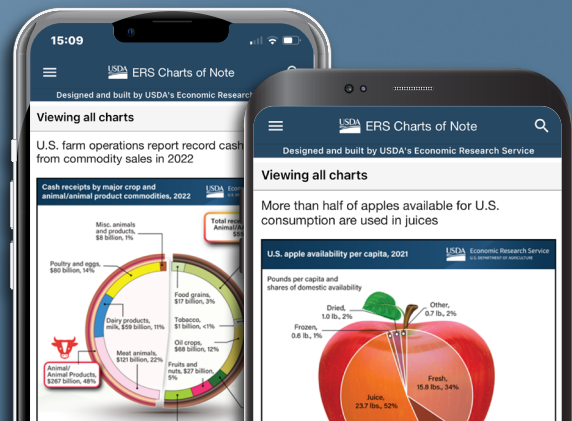 15:09
USDA ERS Charts of Note
Designed and built by USDA's Economic Research
Viewing all charts
U.S. farm operations report record cash
from commodity sales in 2022
Cash receipts by major crop and
animal/animal product commodities, 2022
USDA
Misc. animals
and products,
$8 billion, 1%
Poultry and eggs,
$80 billion, 14%
Dairy products,
milk, $59 billion, 11%
Meat animals,
$121 billion, 22%
Animal/
Animal Products,
$267 billion, 48%
Food grains,
$17 billion, 3%
Tobacco,
$1 billion, <1%
Oil crops,
$68 billion, 12%
Fruits and
nuts, $27 billion,
5%
USDA ERS Charts of Note
Designed and built by USDA's Economic Research Service
Viewing all charts
More than half of apples available for U.S.
consumption are used in juices
U.S. apple availability per capita, 2021
USDA Economic Research Service
U.S. DEPARTMENT OF AGRICULTURE
Pounds per capita and
shares of domestic availability
Dried,
1.0 lb., 2%
Other,
0.7 lb., 2%
Frozen,
0.6 lb., 1%
Fresh,
15.8 lbs., 34%
Juice,
23.7 lbs., 52%